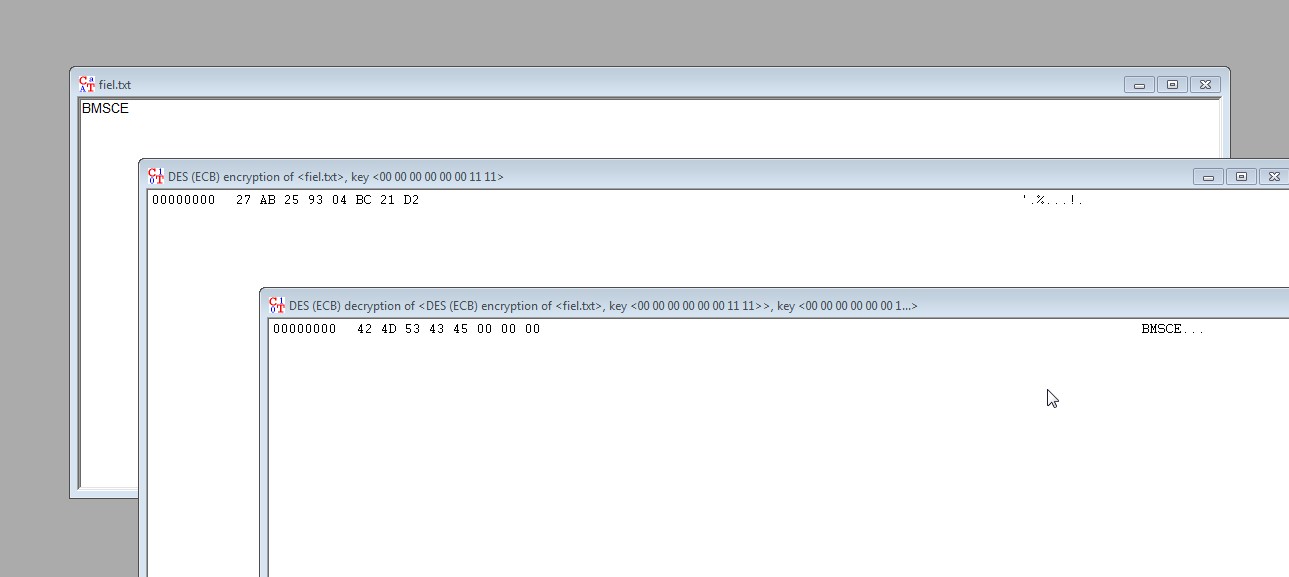 fiel.txt
BMSCE
DES (ECB) encryption of <fiel.txt>, key <00 00 00 00 00 00 11 11>
00000000 27 AB 25 93 04 BC 21 D2 '.%...!.
DES (ECB) decryption of <DES (ECB) encryption of <fiel.txt>, key <00 00 00 00 00 00 11 11>>, key <00 00 00 00 00 00 1...>
00000000 42 4D 53 43 45 00 00 00 BMSCE...